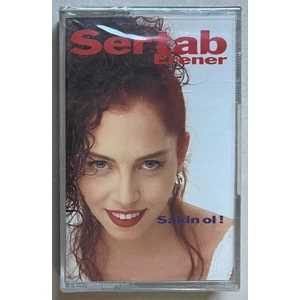 Sertab
Erener
Sakin ol !